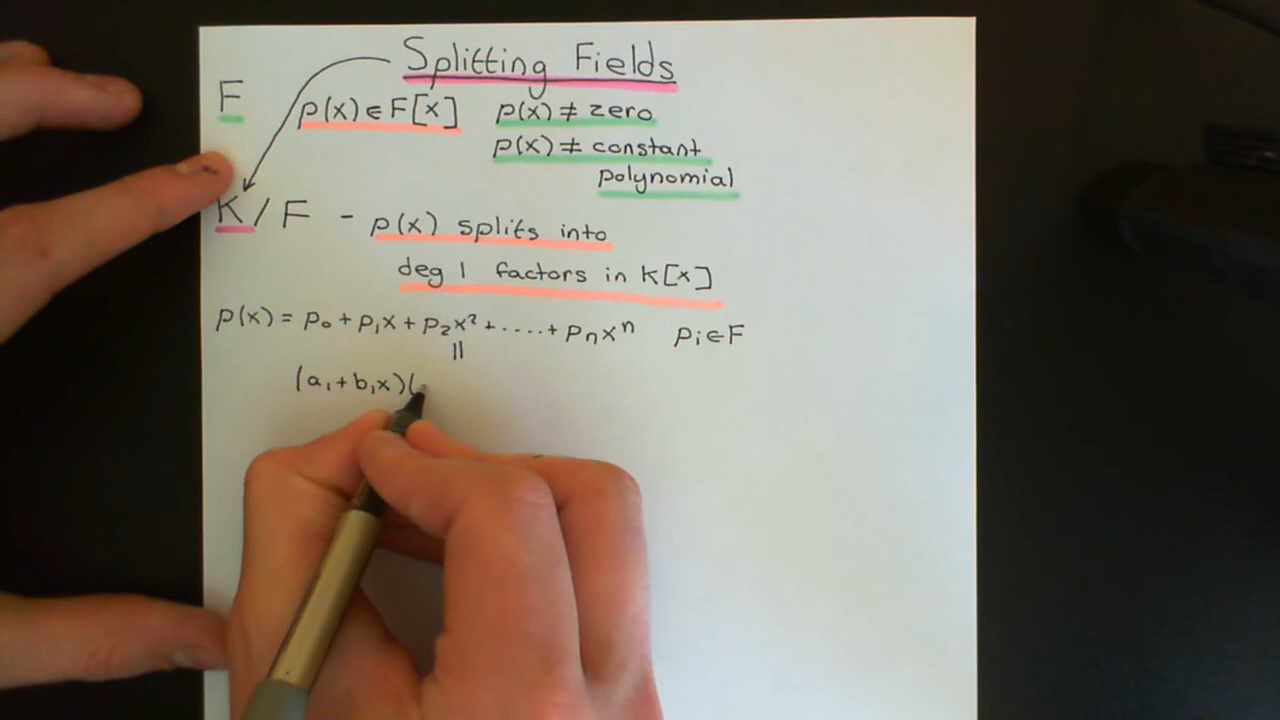 Splitting Fields
F
p(x) ∈ F[x] p(x) ≠ zero
p(x) ≠ constant
polynomial
K / F - p(x) splits into
deg 1 factors in K[x]
p(x) = p₀ + p₁x + p₂x² + ..... + pₙxⁿ pᵢ ∈ F
=
(a₁ + b₁x)(